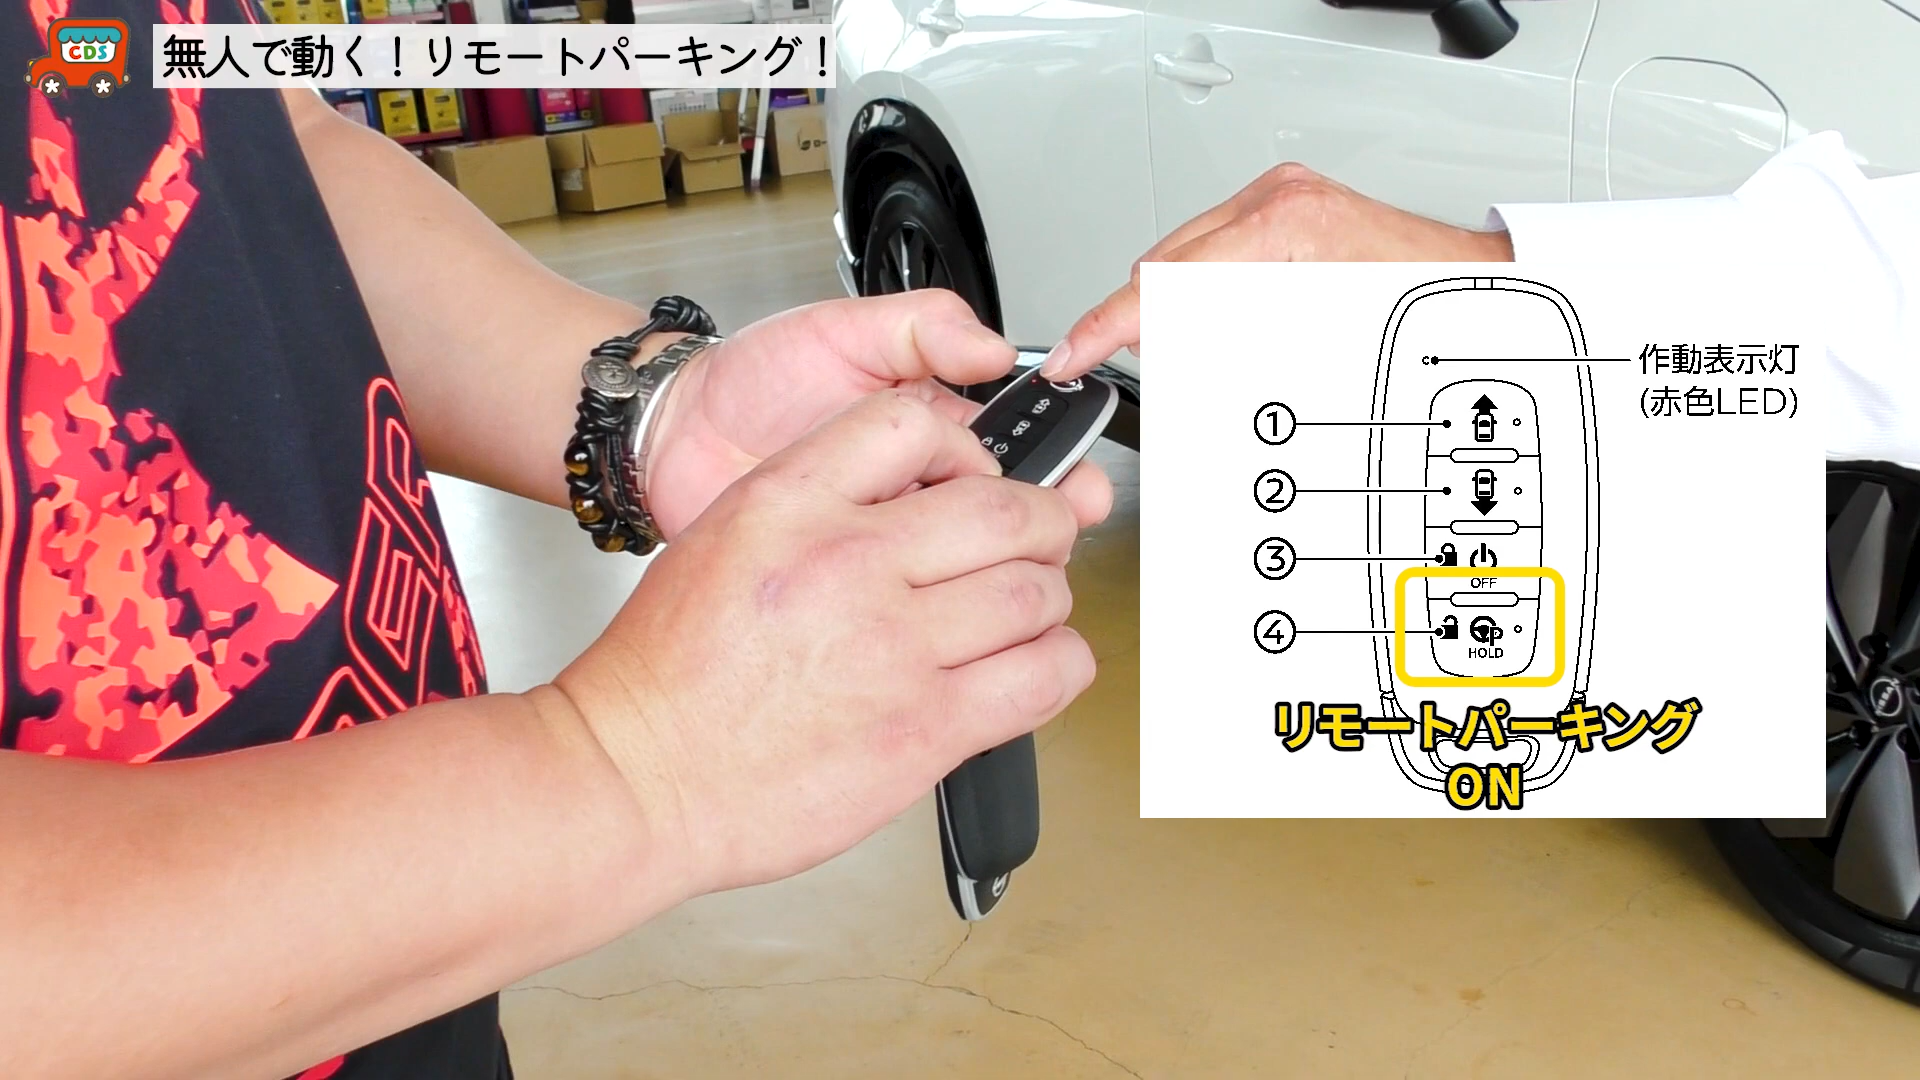 CDS
無人で動く！リモートパーキング！
作動表示灯
(赤色LED)
①
②
③
OFF
④
P
HOLD
リモートパーキング
ON
NISSAN